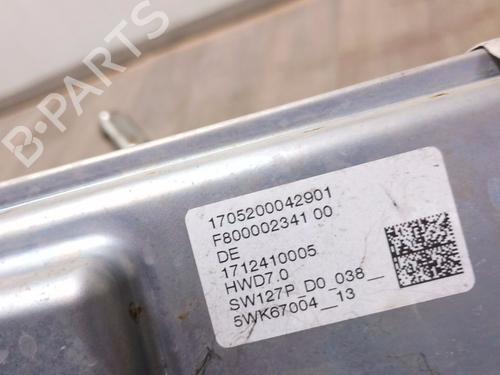 B-PARTS
1705200042901
F800002341 00
DE
1712410005
HWD7.0
SW127P_D0_038__
5WK67004__13